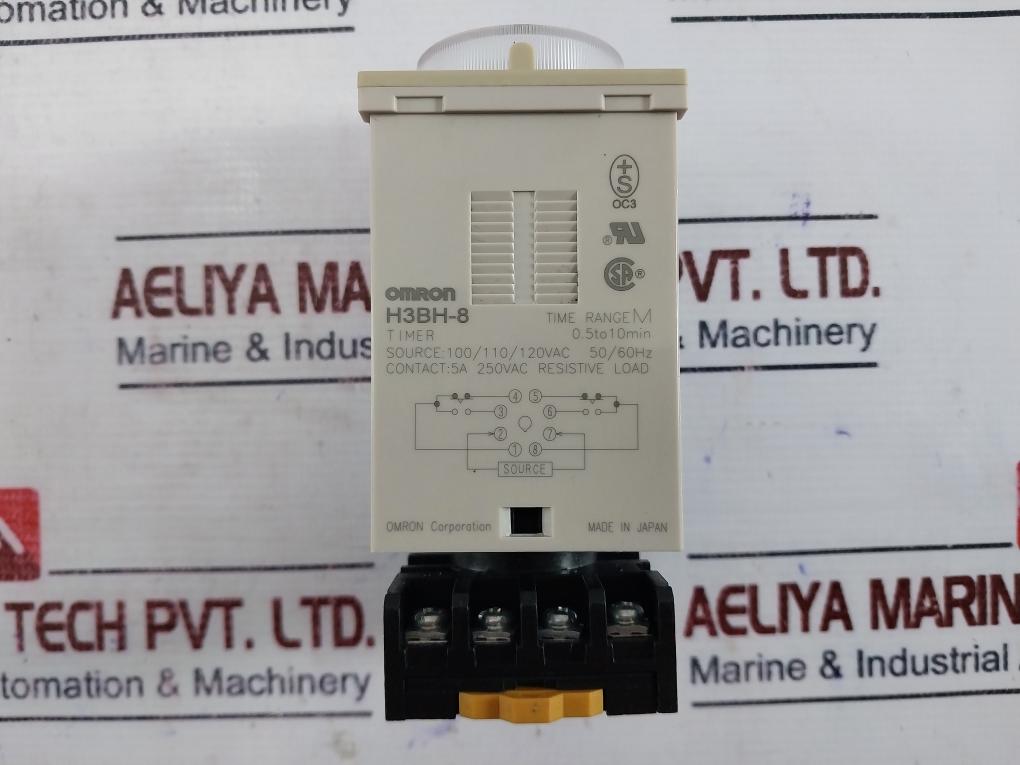 omation & Machinery
AELIYA MA
PVT. LTD.
Marine & Indus
& Machinery
+
S
OC3
® RU
SA ®
OMRON
H3BH-8
TIME RANGE M
TIMER
0.5to10min
SOURCE:100/110/120VAC 50/60Hz
CONTACT:5A 250VAC RESISTIVE LOAD
4 5
3 6
2 7
1 8
SOURCE
OMRON Corporation
MADE IN JAPAN
TECH PVT. LTD.
AELIYA MARIN
tomation & Machinery
Marine & Industrial